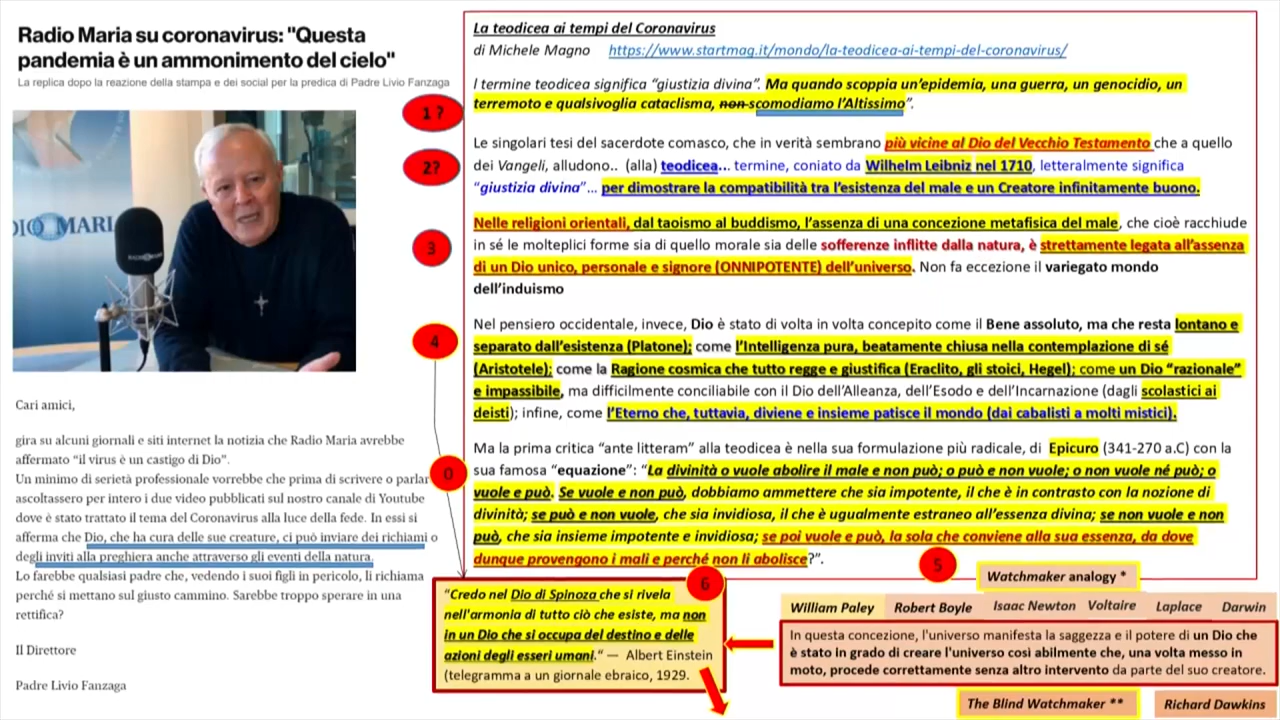 Radio Maria su coronavirus: "Questa
pandemia è un ammonimento del cielo"
La replica dopo la reazione della stampa e dei social per la predica di Padre Livio Fanzaga
DIO MARI
RADIO MARIA
Cari amici,
gira su alcuni giornali e siti internet la notizia che Radio Maria avrebbe
affermato “il virus è un castigo di Dio”.
Un minimo di serietà professionale vorrebbe che prima di scrivere o parlar
ascoltassero per intero i due video pubblicati sul nostro canale di Youtube
dove è stato trattato il tema del Coronavirus alla luce della fede. In essi si
afferma che Dio, che ha cura delle sue creature, ci può inviare dei richiami o
degli inviti alla preghiera anche attraverso gli eventi della natura.
Lo farebbe qualsiasi padre che, vedendo i suoi figli in pericolo, li richiama
perché si mettano sul giusto cammino. Sarebbe troppo sperare in una
rettifica?
Il Direttore
Padre Livio Fanzaga
La teodicea ai tempi del Coronavirus
di Michele Magno https://www.startmag.it/mondo/la-teodicea-ai-tempi-del-coronavirus/
l termine teodicea significa “giustizia divina”. Ma quando scoppia un’epidemia, una guerra, un genocidio, un
terremoto e qualsivoglia cataclisma, non scomodiamo l’Altissimo”.
1 ?
Le singolari tesi del sacerdote comasco, che in verità sembrano più vicine al Dio del Vecchio Testamento che a quello
dei Vangeli, alludono.. (alla) teodicea... termine, coniato da Wilhelm Leibniz nel 1710, letteralmente significa
“giustizia divina”... per dimostrare la compatibilità tra l’esistenza del male e un Creatore infinitamente buono.
2?
Nelle religioni orientali, dal taoismo al buddismo, l’assenza di una concezione metafisica del male, che cioè racchiude
in sé le molteplici forme sia di quello morale sia delle sofferenze inflitte dalla natura, è strettamente legata all’assenza
di un Dio unico, personale e signore (ONNIPOTENTE) dell’universo. Non fa eccezione il variegato mondo
dell’induismo
3
Nel pensiero occidentale, invece, Dio è stato di volta in volta concepito come il Bene assoluto, ma che resta lontano e
separato dall’esistenza (Platone); come l’Intelligenza pura, beatamente chiusa nella contemplazione di sé
(Aristotele); come la Ragione cosmica che tutto regge e giustifica (Eraclito, gli stoici, Hegel); come un Dio “razionale”
e impassibile, ma difficilmente conciliabile con il Dio dell’Alleanza, dell’Esodo e dell’Incarnazione (dagli scolastici ai
deisti); infine, come l’Eterno che, tuttavia, diviene e insieme patisce il mondo (dai cabalisti a molti mistici).
4
Ma la prima critica “ante litteram” alla teodicea è nella sua formulazione più radicale, di Epicuro (341-270 a.C) con la
sua famosa “equazione”: “La divinità o vuole abolire il male e non può; o può e non vuole; o non vuole né può; o
vuole e può. Se vuole e non può, dobbiamo ammettere che sia impotente, il che è in contrasto con la nozione di
divinità; se può e non vuole, che sia invidiosa, il che è ugualmente estraneo all’essenza divina; se non vuole e non
può, che sia insieme impotente e invidiosa; se poi vuole e può, la sola che conviene alla sua essenza, da dove
dunque provengono i mali e perché non li abolisce?”.
0
5
6
“Credo nel Dio di Spinoza che si rivela
nell'armonia di tutto ciò che esiste, ma non
in un Dio che si occupa del destino e delle
azioni degli esseri umani.“ — Albert Einstein
(telegramma a un giornale ebraico, 1929.
Watchmaker analogy *
William Paley Robert Boyle Isaac Newton Voltaire Laplace Darwin
In questa concezione, l'universo manifesta la saggezza e il potere di un Dio che
è stato in grado di creare l'universo così abilmente che, una volta messo in
moto, procede correttamente senza altro intervento da parte del suo creatore.
The Blind Watchmaker ** Richard Dawkins